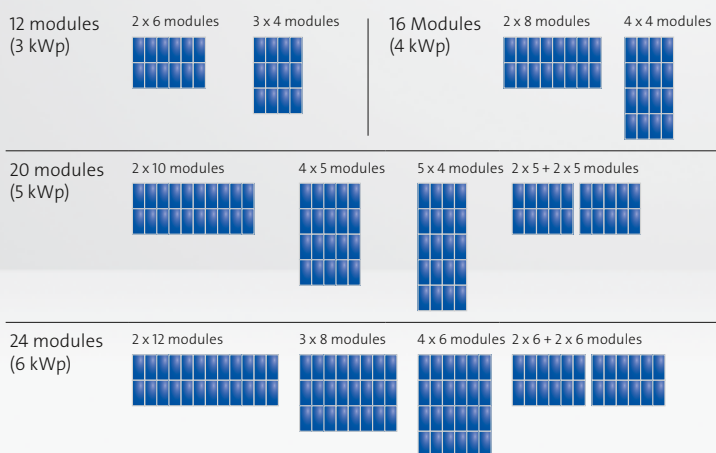 12 modules
(3 kWp)
2 x 6 modules
3 x 4 modules
16 Modules
(4 kWp)
2 x 8 modules
4 x 4 modules
20 modules
(5 kWp)
2 x 10 modules
4 x 5 modules
5 x 4 modules
2 x 5 + 2 x 5 modules
24 modules
(6 kWp)
2 x 12 modules
3 x 8 modules
4 x 6 modules
2 x 6 + 2 x 6 modules